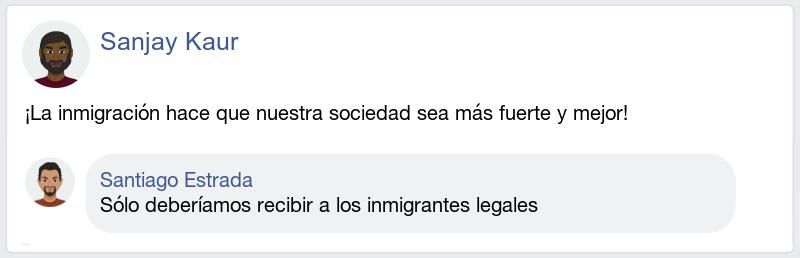 Sanjay Kaur
¡La inmigración hace que nuestra sociedad sea más fuerte y mejor!
Santiago Estrada
Sólo deberíamos recibir a los inmigrantes legales